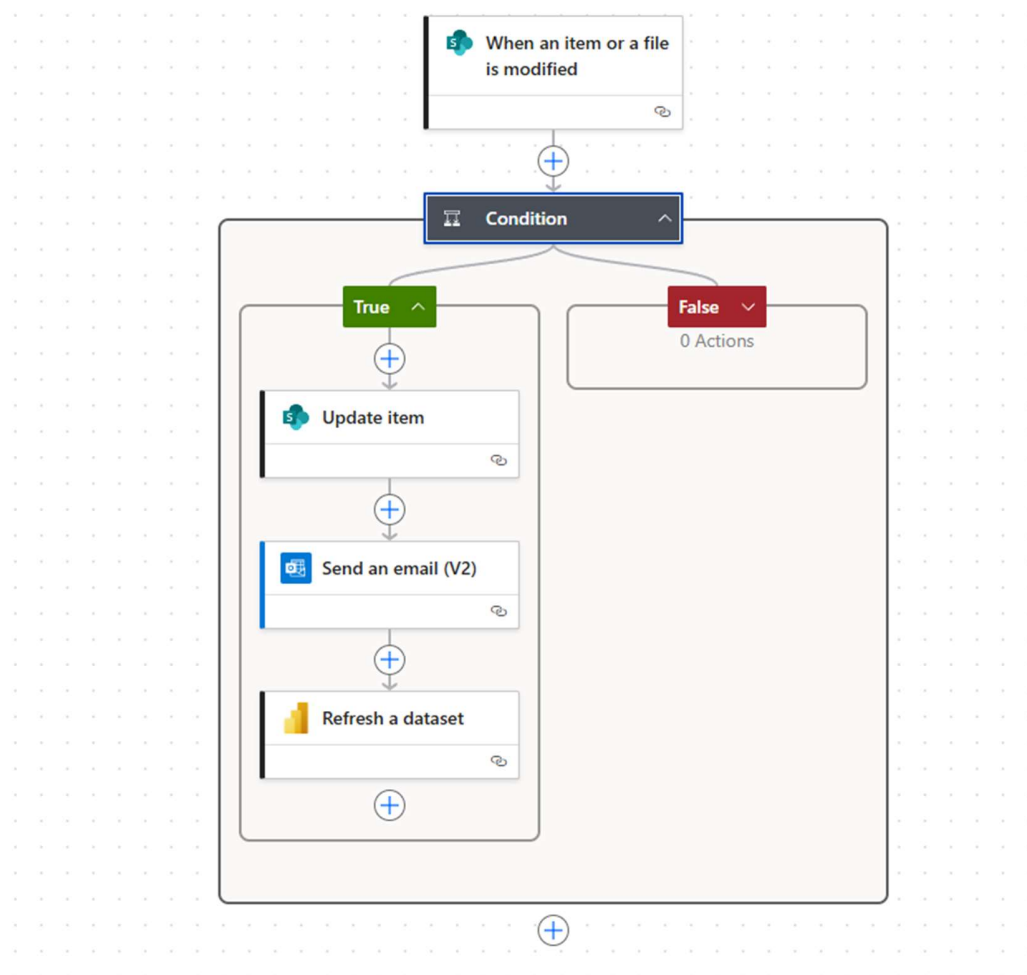 When an item or a file
is modified
Condition
True
False
0 Actions
Update item
Send an email (V2)
Refresh a dataset